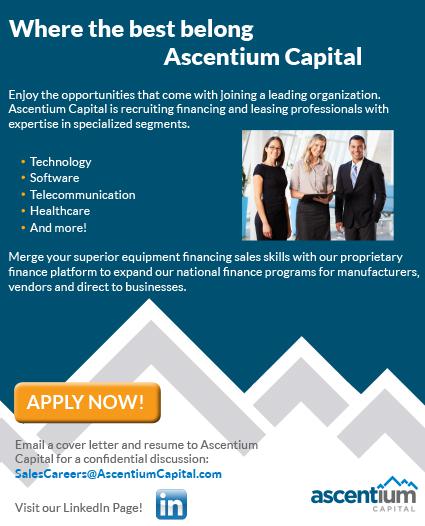 Where the best belong
Ascentium Capital
Enjoy the opportunities that come with joining a leading organization.
Ascentium Capital is recruiting financing and leasing professionals with
expertise in specialized segments.
• Technology
• Software
• Telecommunication
• Healthcare
• And more!
Merge your superior equipment financing sales skills with our proprietary
finance platform to expand our national finance programs for manufacturers,
vendors and direct to businesses.
APPLY NOW!
Email a cover letter and resume to Ascentium
Capital for a confidential discussion:
SalesCareers@AscentiumCapital.com
Visit our LinkedIn Page!
in
ascentium
CAPITAL